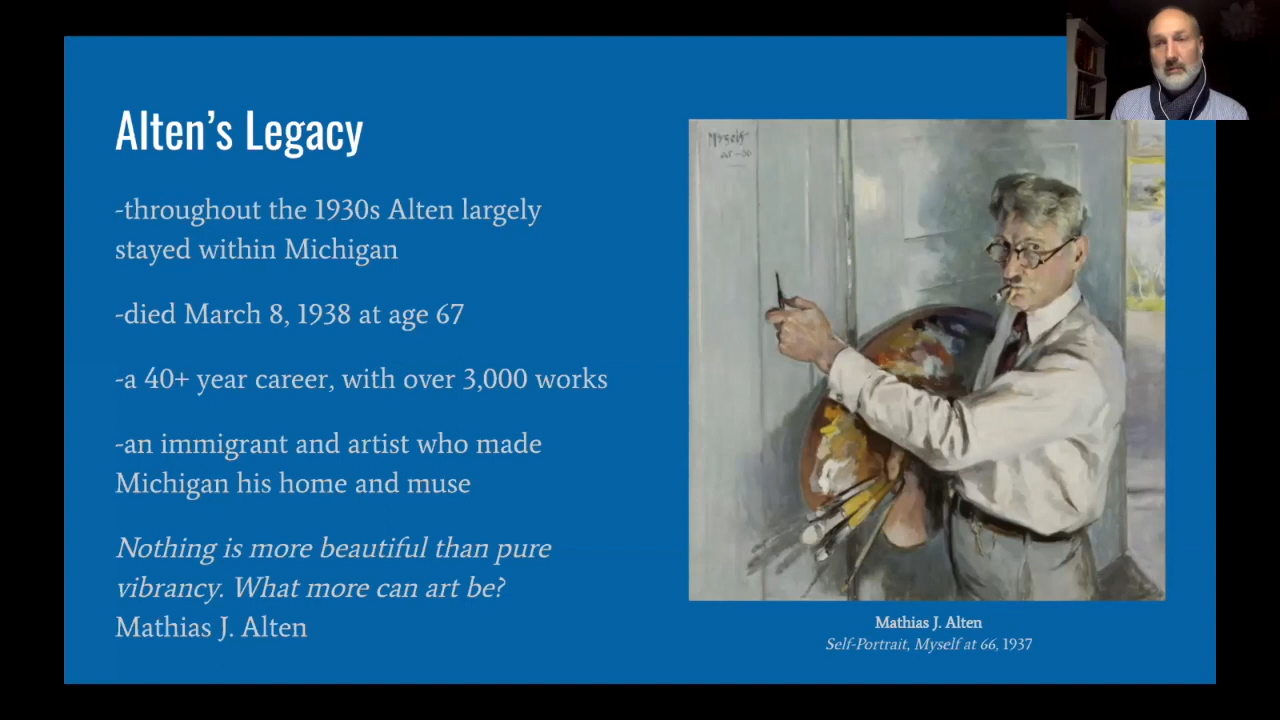 Alten's Legacy
-throughout the 1930s Alten largely
stayed within Michigan
-died March 8, 1938 at age 67
-a 40+ year career, with over 3,000 works
-an immigrant and artist who made
Michigan his home and muse
Nothing is more beautiful than pure
vibrancy. What more can art be?
Mathias J. Alten
Myself
Mathias J. Alten
Self-Portrait, Myself at 66, 1937